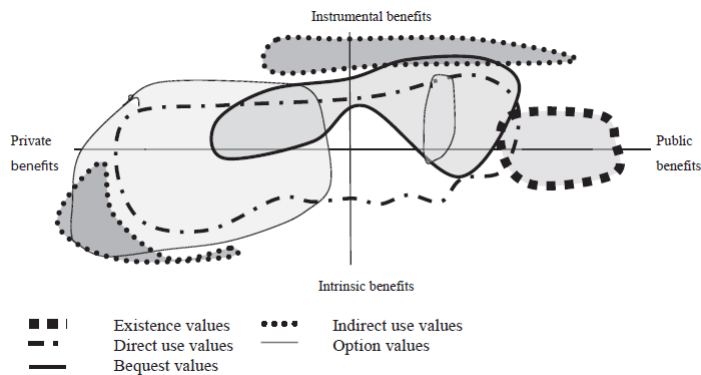 Instrumental benefits
Private
benefits
Public
benefits
Intrinsic benefits
Existence values
Indirect use values
Direct use values
Option values
Bequest values